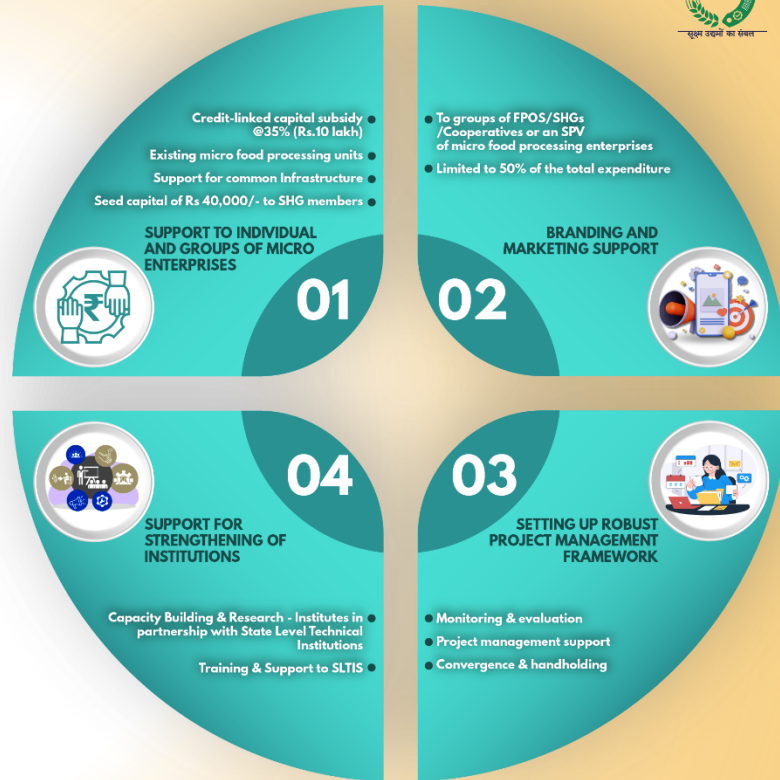 सूक्ष्म उद्यमों का संबल
Credit-linked capital subsidy
@35% (Rs.10 lakh)
Existing micro food processing units
Support for common Infrastructure
Seed capital of Rs 40,000/- to SHG members
SUPPORT TO INDIVIDUAL
AND GROUPS OF MICRO
ENTERPRISES
01
To groups of FPOS/SHGs
/Cooperatives or an SPV
of micro food processing enterprises
Limited to 50% of the total expenditure
BRANDING AND
MARKETING SUPPORT
02
03
SETTING UP ROBUST
PROJECT MANAGEMENT
FRAMEWORK
Monitoring & evaluation
Project management support
Convergence & handholding
04
SUPPORT FOR
STRENGTHENING OF
INSTITUTIONS
Capacity Building & Research - Institutes in
partnership with State Level Technical
Institutions
Training & Support to SLTIS